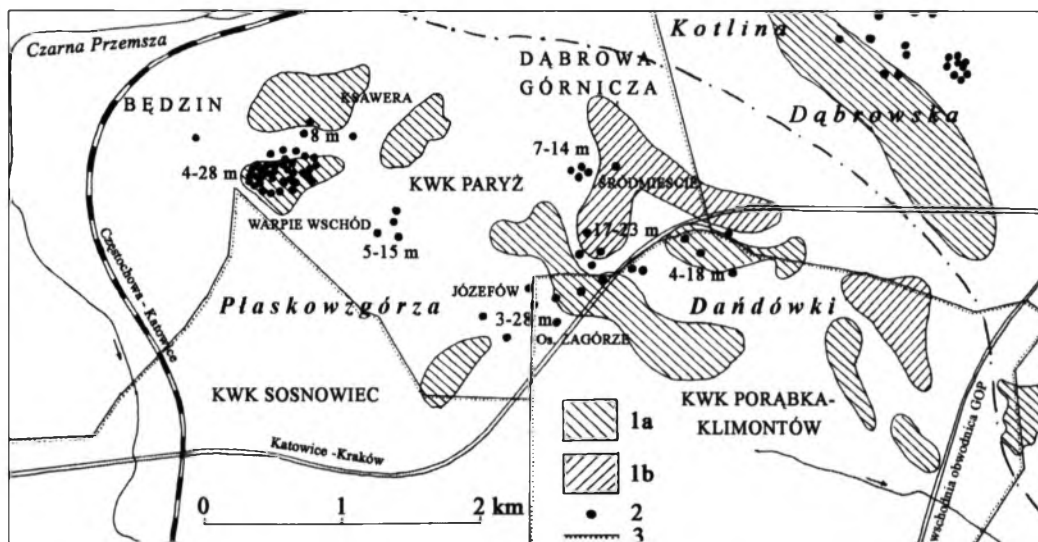 Czarna Przemsza
Kotlina
DĄBROWA
GÓRNICZA
BĘDZIN
KSAWERA
Dąbrowska
8 m
7-14 m
4-28 m
KWK PARYŻ
ŚRÓDMIEŚCIE
WARPIE WSCHÓD
17-23 m
5-15 m
4-18 m
Częstochowa - Katowice
JÓZEFÓW
Płaskowzgórza
Dańdówki
3-28 m
Os. ZAGÓRZE
KWK SOSNOWIEC
KWK PORĄBKA-
KLIMONTÓW
1a
Katowice -Kraków
1b
wschodnia obwodnica GOP
0 1 2 km
2
3